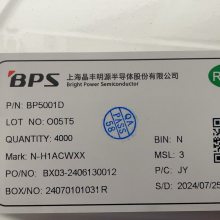 BPS 上海晶丰明源半导体股份有限公司
Bright Power Semiconductor
R
P/N: BP5001D
LOT NO: O05T5
QA
PASS
58
QUANTITY: 4000
BIN: N
Mark: N-H1ACWXX
MSL: 3
PO NO: BX03-2406130012
P/C: JY
BOX/NO: 24070101031R
S/D: 2024/07/25